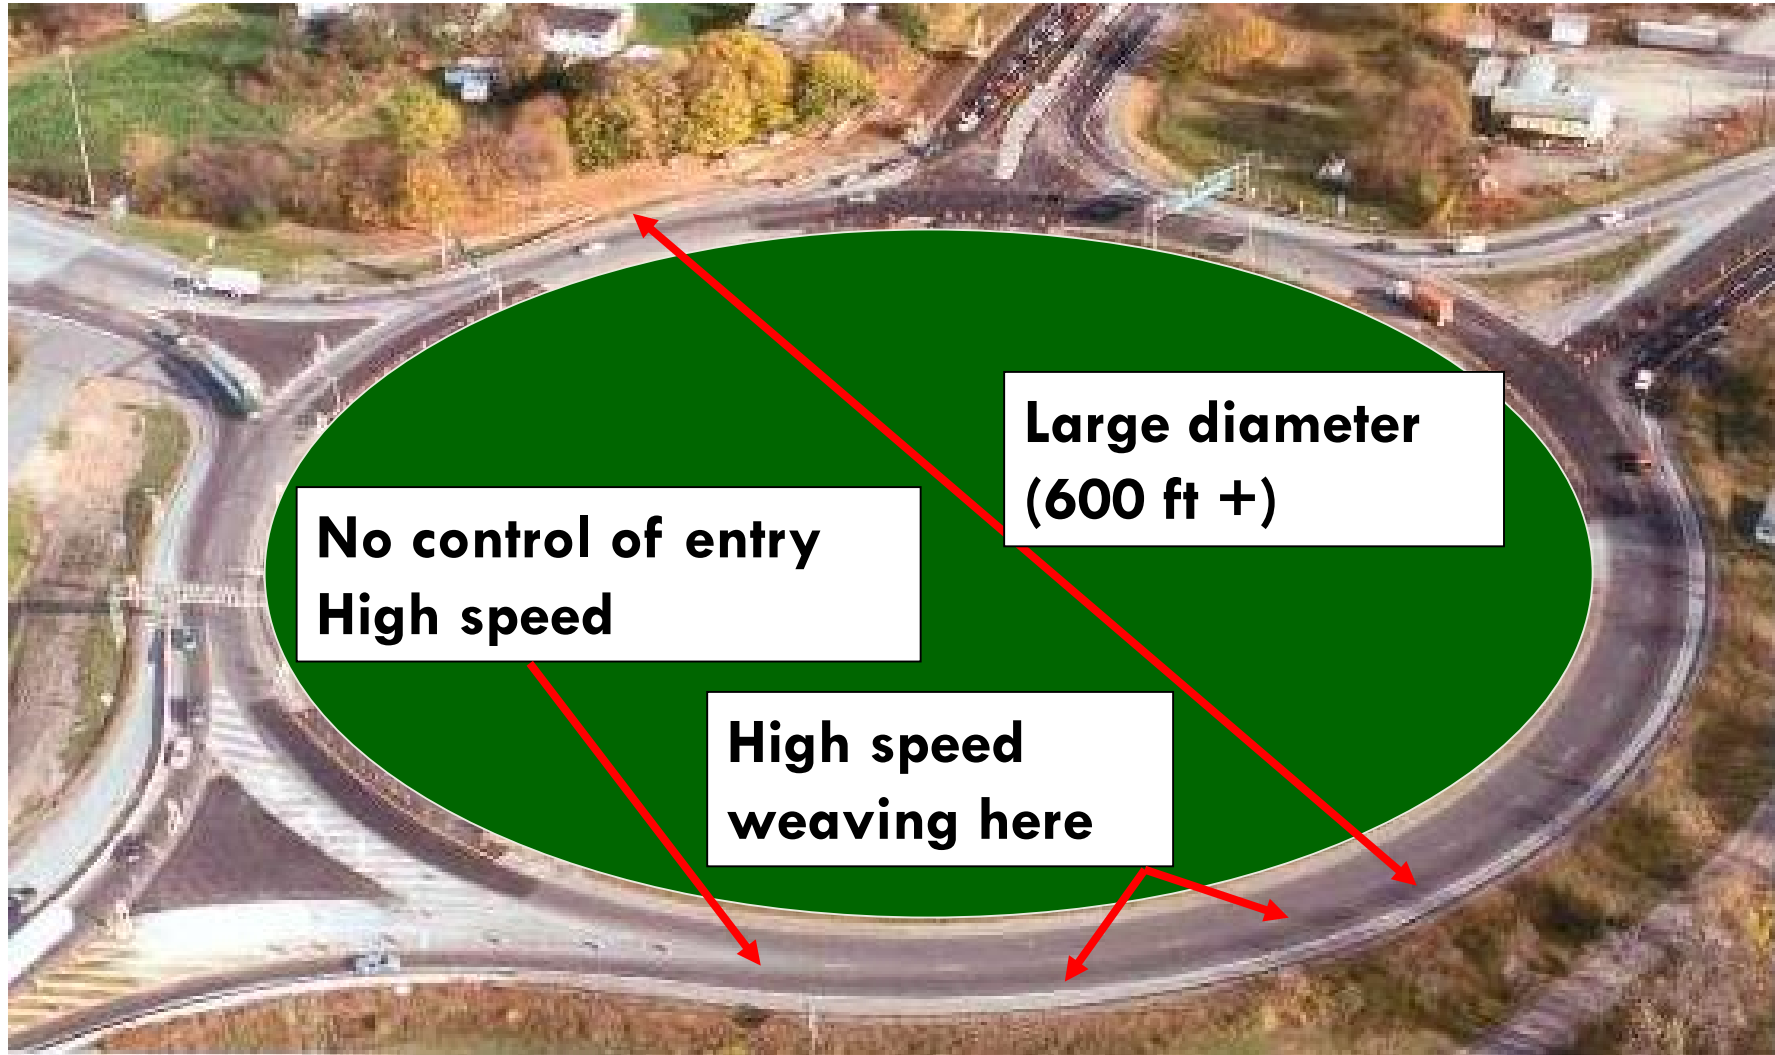 Large diameter
(600 ft +)
No control of entry
High speed
High speed
weaving here